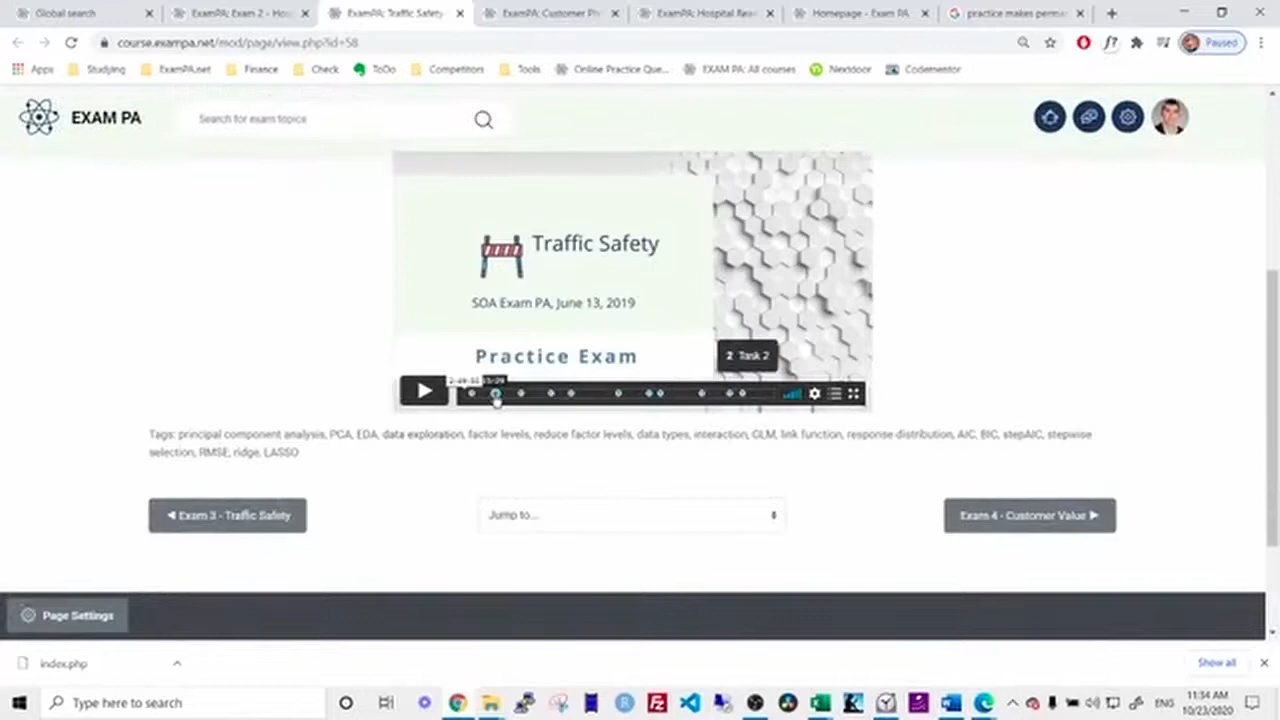 Global search
ExamPA: Exam 2 - Hos
ExamPA: Traffic Safety
ExamPA: Customer Ph
ExamPA: Hospital Rea
Homepage - Exam PA
practice makes perma
course.exampa.net/mod/page/view.php?id=58
Paused
Apps
Studying
ExamPA.net
Finance
Check
ToDo
Competitors
Tools
Online Practice Que...
EXAM PA: All courses
Nextdoor
Codementor
EXAM PA
Search for exam topics
Traffic Safety
SOA Exam PA, June 13, 2019
Practice Exam
2 Task 2
Tags: principal component analysis, PCA, EDA, data exploration, factor levels, reduce factor levels, data types, interaction, GLM, link function, response distribution, AIC, BIC, stepAIC, stepwise
selection, RMSE, ridge, LASSO
◀ Exam 3 - Traffic Safety
Jump to...
Exam 4 - Customer Value ▶
Page Settings
index.php
Show all
Type here to search
ENG
11:34 AM
10/23/2020